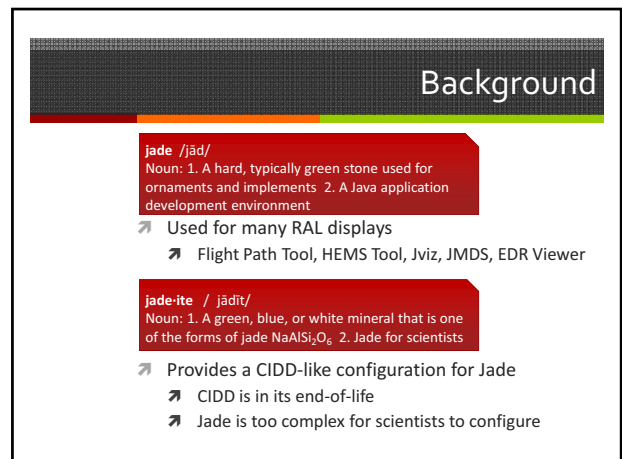 Background
jade /jād/
Noun: 1. A hard, typically green stone used for
ornaments and implements 2. A Java application
development environment
Used for many RAL displays
Flight Path Tool, HEMS Tool, Jviz, JMDS, EDR Viewer
jade·ite / jādīt/
Noun: 1. A green, blue, or white mineral that is one
of the forms of jade NaAlSi₂O₆ 2. Jade for scientists
Provides a CIDD-like configuration for Jade
CIDD is in its end-of-life
Jade is too complex for scientists to configure